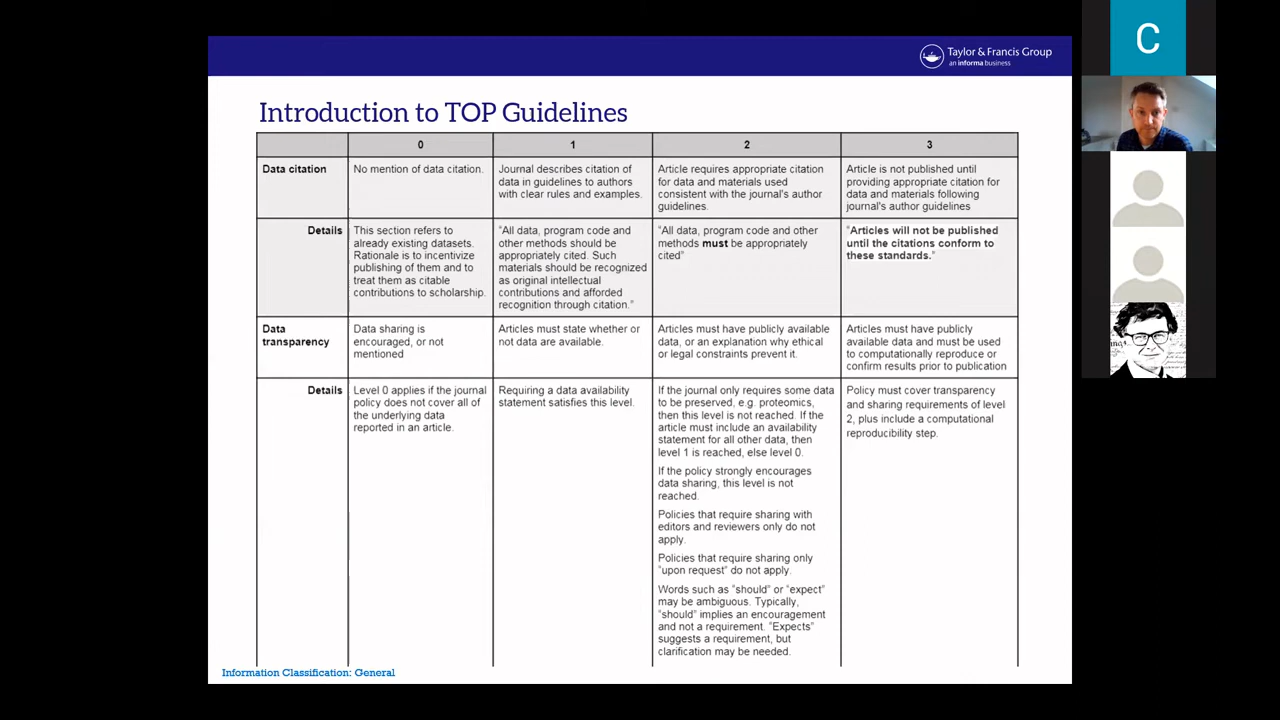 Taylor & Francis Group
an informa business
C
Introduction to TOP Guidelines
0
1
2
3
Data citation
No mention of data citation.
Journal describes citation of
data in guidelines to authors
with clear rules and examples.
Article requires appropriate citation
for data and materials used
consistent with the journal's author
guidelines.
Article is not published until
providing appropriate citation for
data and materials following
journal's author guidelines
Details
This section refers to
already existing datasets.
Rationale is to incentivize
publishing of them and to
treat them as citable
contributions to scholarship.
"All data, program code and
other methods should be
appropriately cited. Such
materials should be recognized
as original intellectual
contributions and afforded
recognition through citation."
"All data, program code and other
methods must be appropriately
cited"
"Articles will not be published
until the citations conform to
these standards."
Data
transparency
Data sharing is
encouraged, or not
mentioned
Articles must state whether or
not data are available.
Articles must have publicly available
data, or an explanation why ethical
or legal constraints prevent it.
Articles must have publicly
available data and must be used
to computationally reproduce or
confirm results prior to publication
Details
Level 0 applies if the journal
policy does not cover all of
the underlying data
reported in an article.
Requiring a data availability
statement satisfies this level.
If the journal only requires some data
to be preserved, e.g. proteomics,
then this level is not reached. If the
article must include an availability
statement for all other data, then
level 1 is reached, else level 0.
If the policy strongly encourages
data sharing, this level is not
reached.
Policies that require sharing with
editors and reviewers only do not
apply.
Policies that require sharing only
"upon request" do not apply.
Words such as "should" or "expect"
may be ambiguous. Typically,
"should" implies an encouragement
and not a requirement. "Expects"
suggests a requirement, but
clarification may be needed.
Policy must cover transparency
and sharing requirements of level
2, plus include a computational
reproducibility step.
Information Classification: General